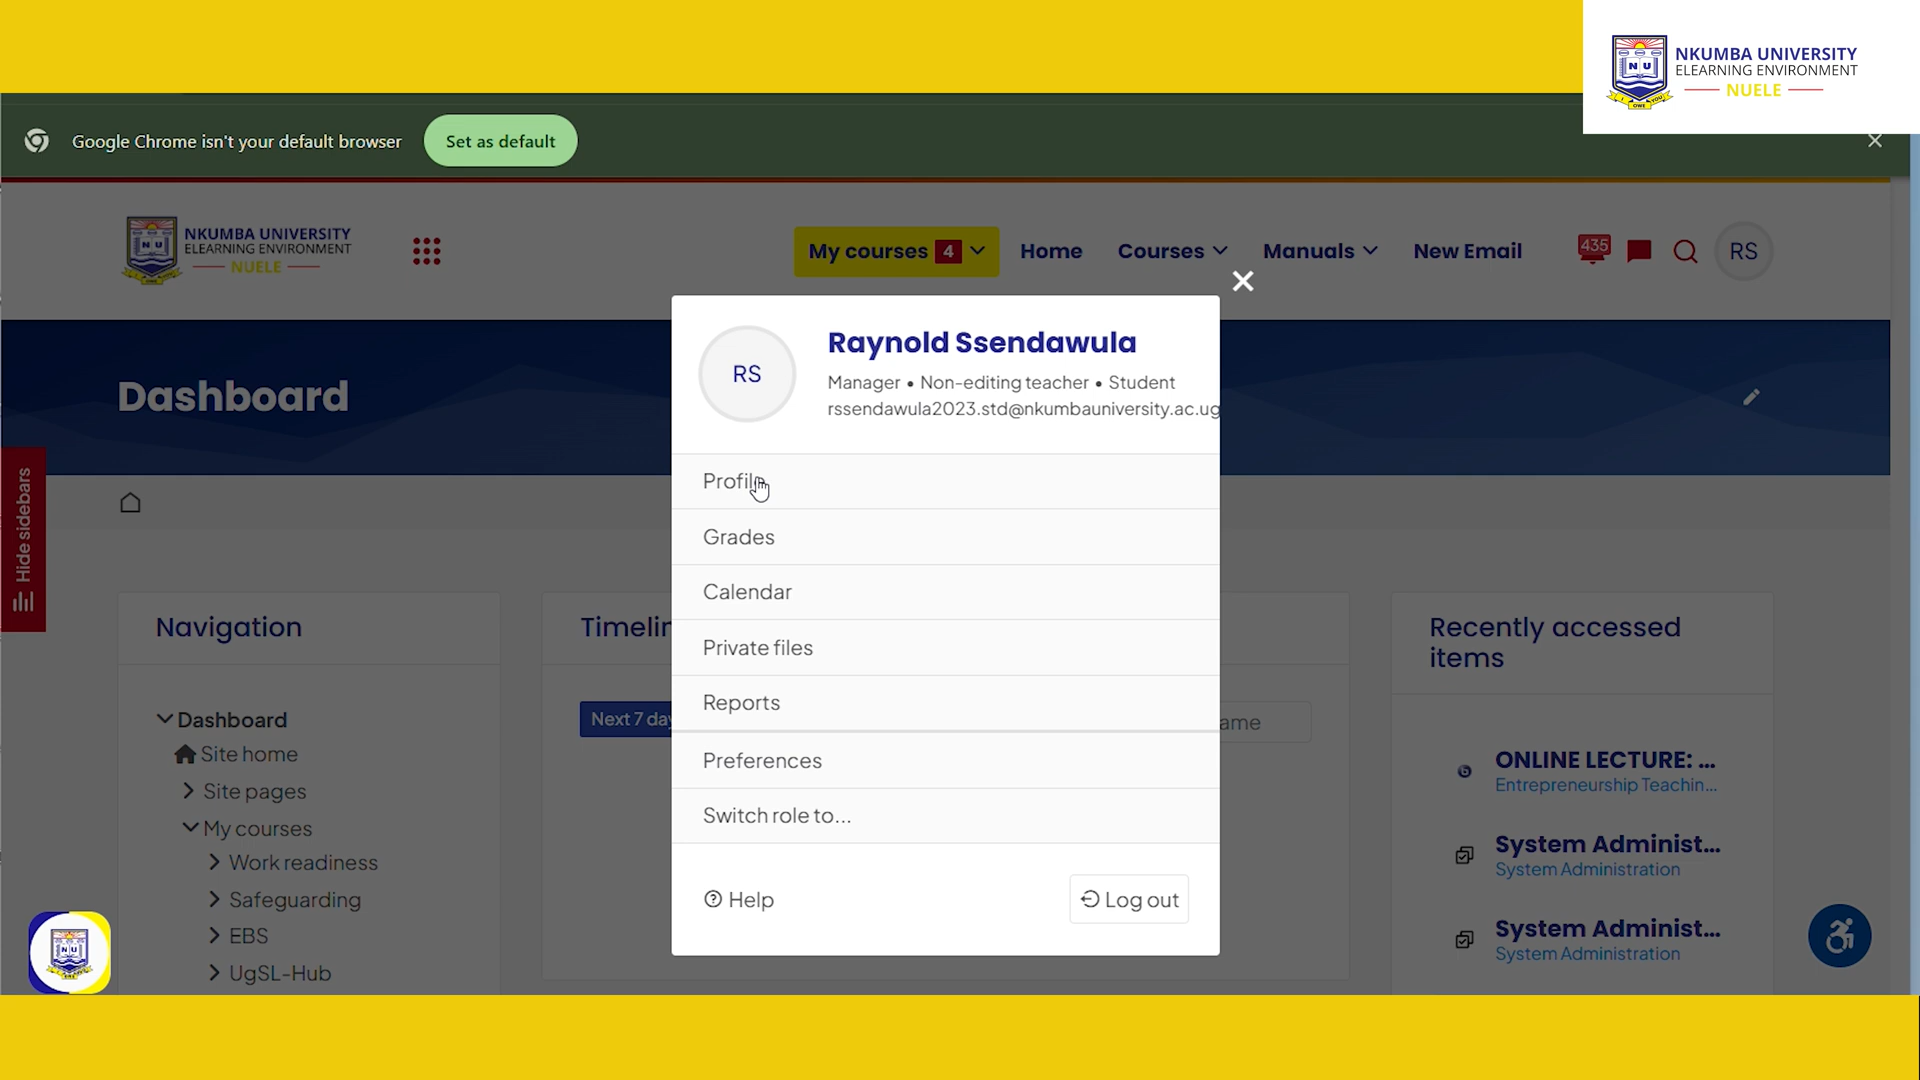 NKUMBA UNIVERSITY
ELEARNING ENVIRONMENT
NUELE
Google Chrome isn't your default browser
Set as default
NKUMBA UNIVERSITY
ELEARNING ENVIRONMENT
NUELE
My courses 4
Home
Courses
Manuals
New Email
435
RS
Dashboard
RS
Raynold Ssendawula
Manager • Non-editing teacher • Student
rssendawula2023.std@nkumbauniversity.ac.ug
Profile
Grades
Calendar
Private files
Reports
Preferences
Switch role to...
Help
Log out
Hide sidebars
Navigation
Dashboard
Site home
Site pages
My courses
Work readiness
Safeguarding
EBS
UgSL-Hub
Timelin
Next 7 day
ame
Recently accessed
items
ONLINE LECTURE: ...
Entrepreneurship Teachin...
System Administ...
System Administration
System Administ...
System Administration